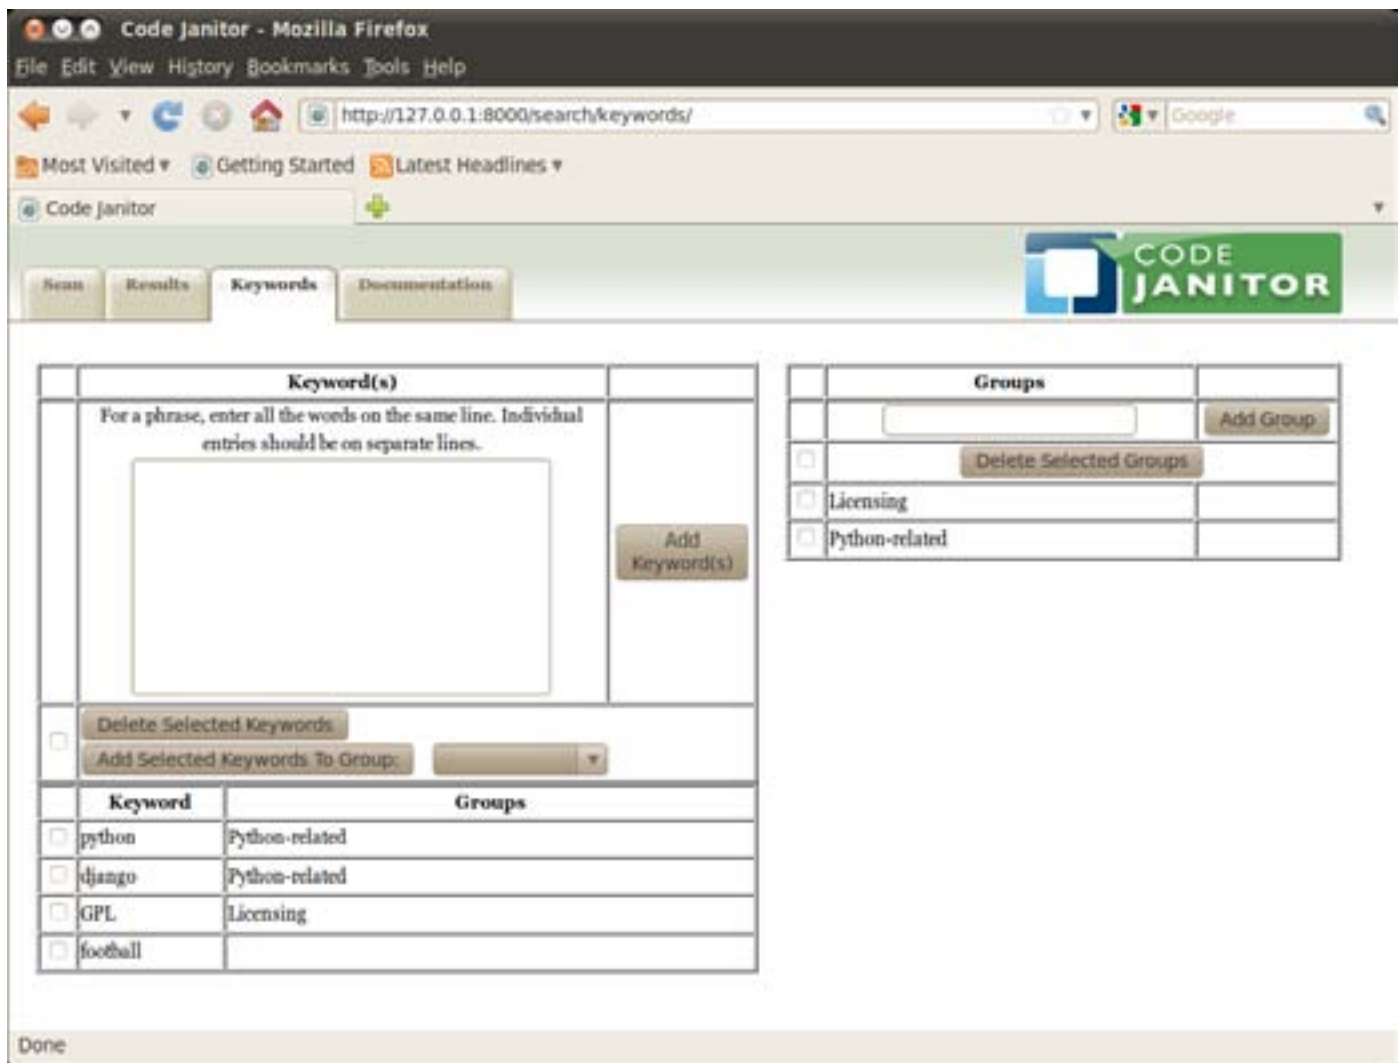 Code Janitor - Mozilla Firefox
File Edit View History Bookmarks Tools Help
http://127.0.0.1:8000/search/keywords/
Google
Most Visited Getting Started Latest Headlines
Code Janitor
Scan Results Keywords Documentation
CODE
JANITOR
Keyword(s)
For a phrase, enter all the words on the same line. Individual
entries should be on separate lines.
Add
Keyword(s)
Delete Selected Keywords
Add Selected Keywords To Group:
Keyword Groups
python Python-related
django Python-related
GPL Licensing
football
Groups
Add Group
Delete Selected Groups
Licensing
Python-related
Done